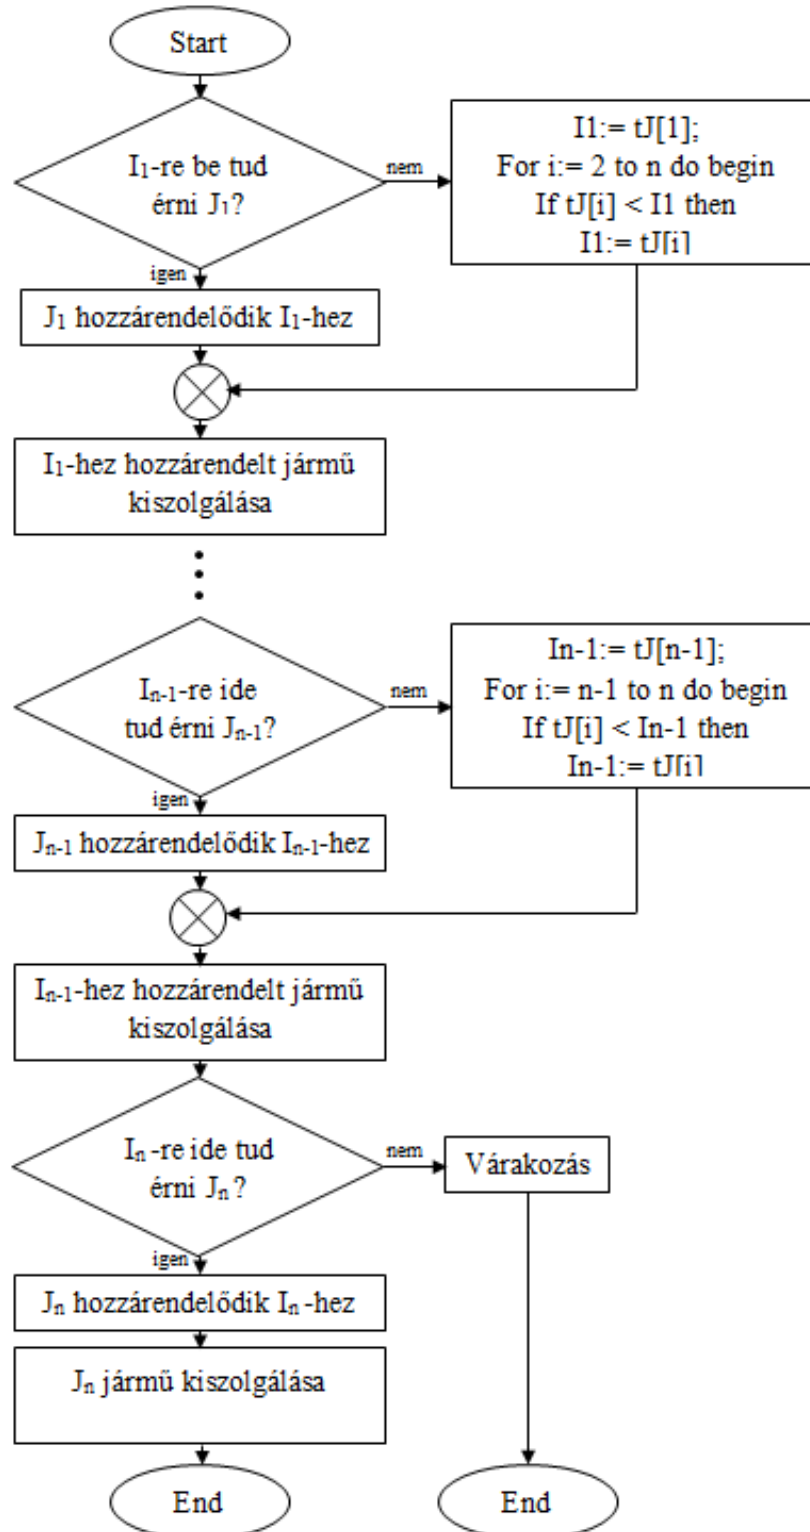 Start
I₁-re be tud
érni J₁?
nem
I1:= tJ[1];
For i:= 2 to n do begin
If tJ[i] < I1 then
I1:= tJ[i]
igen
J₁ hozzárendelődik I₁-hez
I₁-hez hozzárendelt jármű
kiszolgálása
Iₙ₋₁-re ide
tud érni Jₙ₋₁?
nem
In-1:= tJ[n-1];
For i:= n-1 to n do begin
If tJ[i] < In-1 then
In-1:= tJ[i]
igen
Jₙ₋₁ hozzárendelődik Iₙ₋₁-hez
Iₙ₋₁-hez hozzárendelt jármű
kiszolgálása
Iₙ -re ide tud
érni Jₙ ?
nem
Várakozás
igen
Jₙ hozzárendelődik Iₙ -hez
Jₙ jármű kiszolgálása
End
End